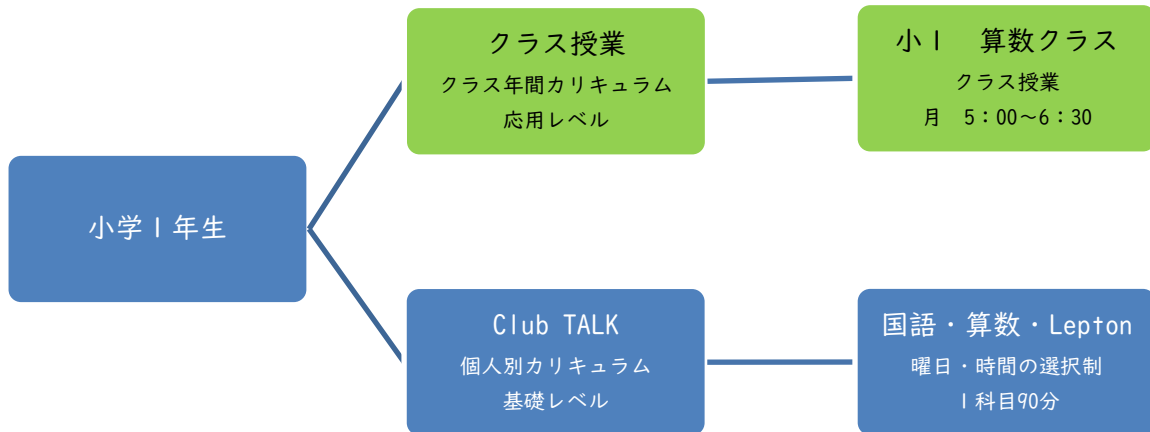 小学1年生
クラス授業
クラス年間カリキュラム
応用レベル
小1　算数クラス
クラス授業
月　5：00～6：30
Club TALK
個人別カリキュラム
基礎レベル
国語・算数・Lepton
曜日・時間の選択制
1科目90分